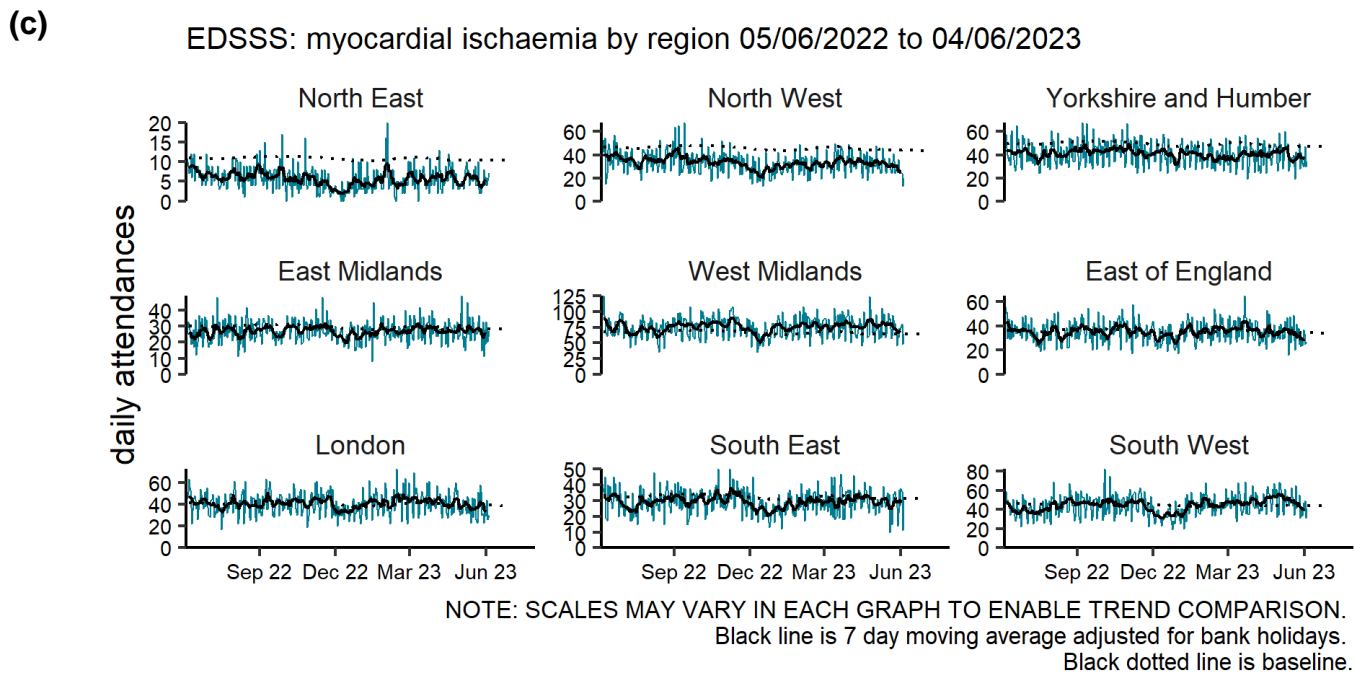 (c)
EDSSS: myocardial ischaemia by region 05/06/2022 to 04/06/2023
daily attendances
North East
20
15
10
5
0
North West
60
40
20
0
Yorkshire and Humber
60
40
20
0
East Midlands
40
30
20
10
0
West Midlands
125
100
75
50
25
0
East of England
60
40
20
0
London
60
40
20
0
Sep 22 Dec 22 Mar 23 Jun 23
South East
50
40
30
20
10
0
Sep 22 Dec 22 Mar 23 Jun 23
South West
80
60
40
20
0
Sep 22 Dec 22 Mar 23 Jun 23
NOTE: SCALES MAY VARY IN EACH GRAPH TO ENABLE TREND COMPARISON.
Black line is 7 day moving average adjusted for bank holidays.
Black dotted line is baseline.